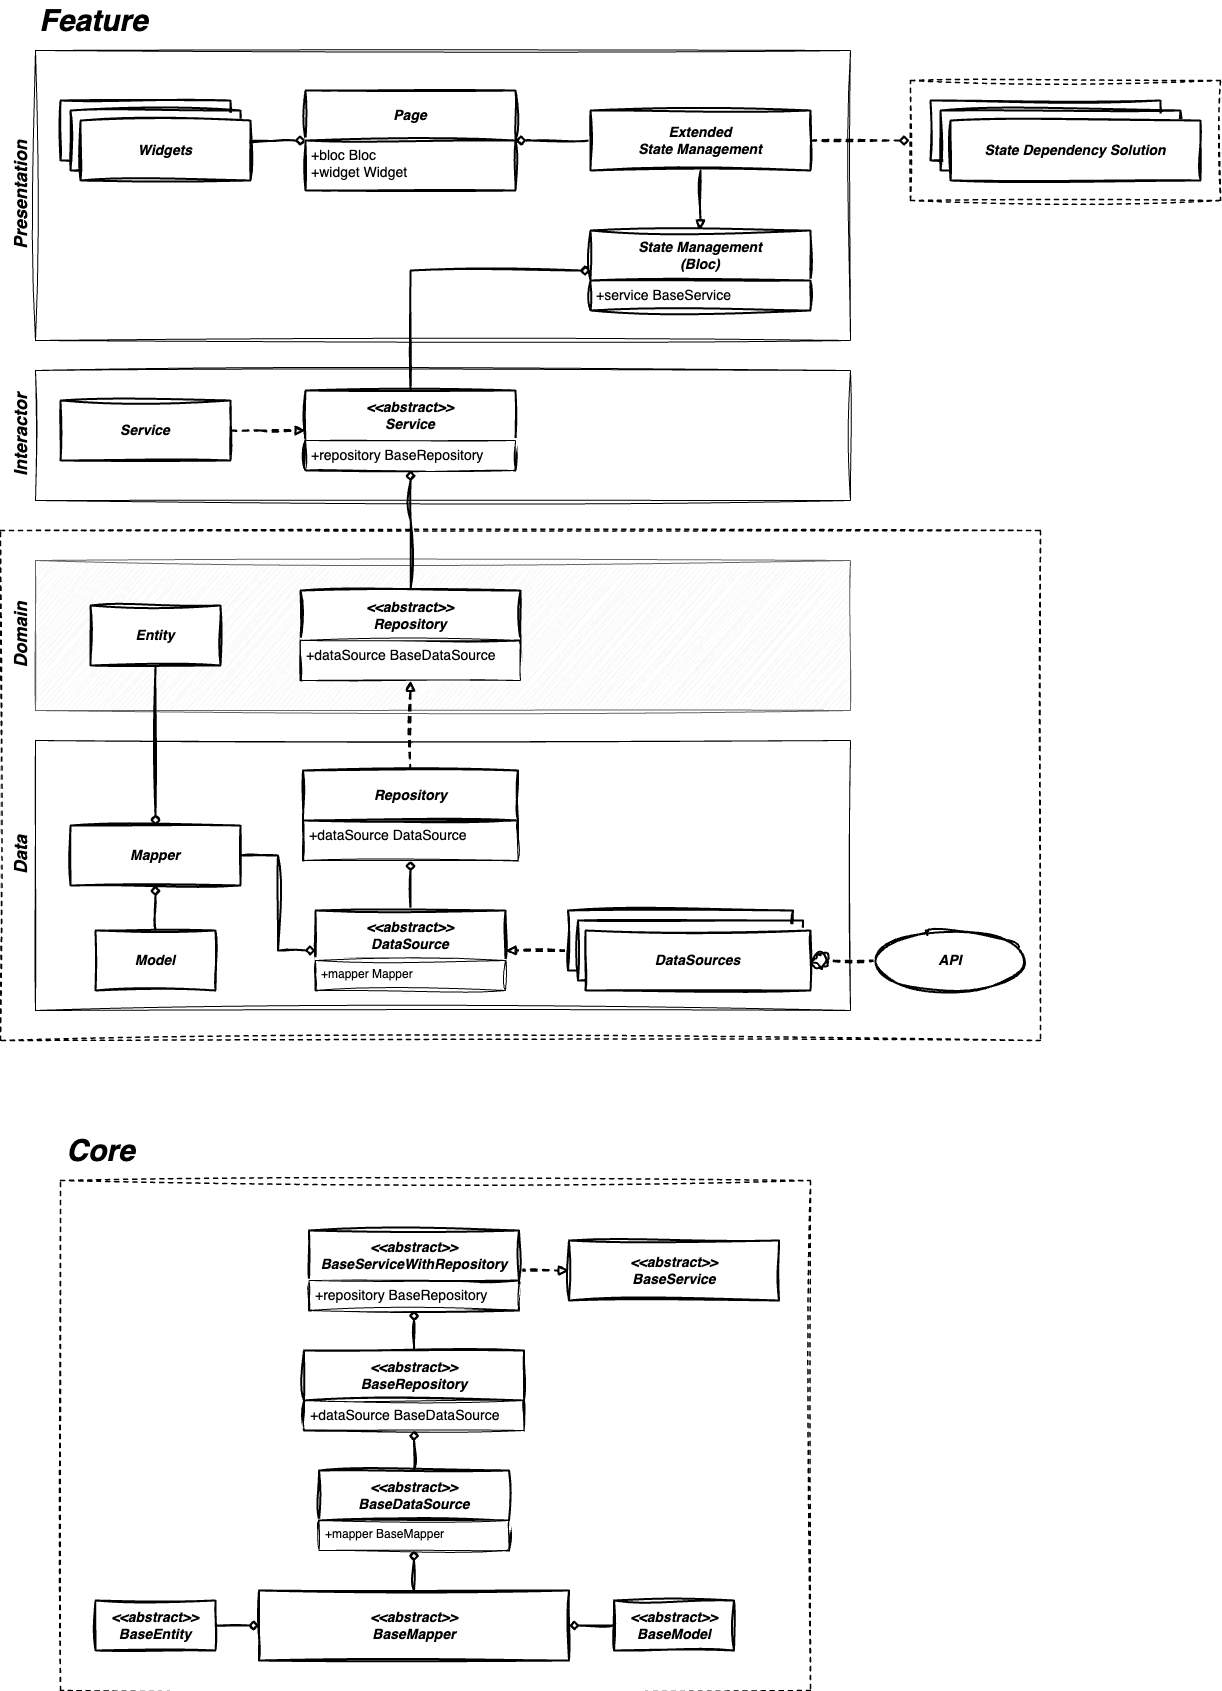 Feature
Presentation
Widgets
Page
+bloc Bloc
+widget Widget
Extended
State Management
State Dependency Solution
State Management
(Bloc)
+service BaseService
Interactor
Service
<<abstract>>
Service
+repository BaseRepository
Domain
Entity
<<abstract>>
Repository
+dataSource BaseDataSource
Data
Repository
+dataSource DataSource
Mapper
Model
<<abstract>>
DataSource
+mapper Mapper
DataSources
API
Core
<<abstract>>
BaseServiceWithRepository
+repository BaseRepository
<<abstract>>
BaseService
<<abstract>>
BaseRepository
+dataSource BaseDataSource
<<abstract>>
BaseDataSource
+mapper BaseMapper
<<abstract>>
BaseEntity
<<abstract>>
BaseMapper
<<abstract>>
BaseModel